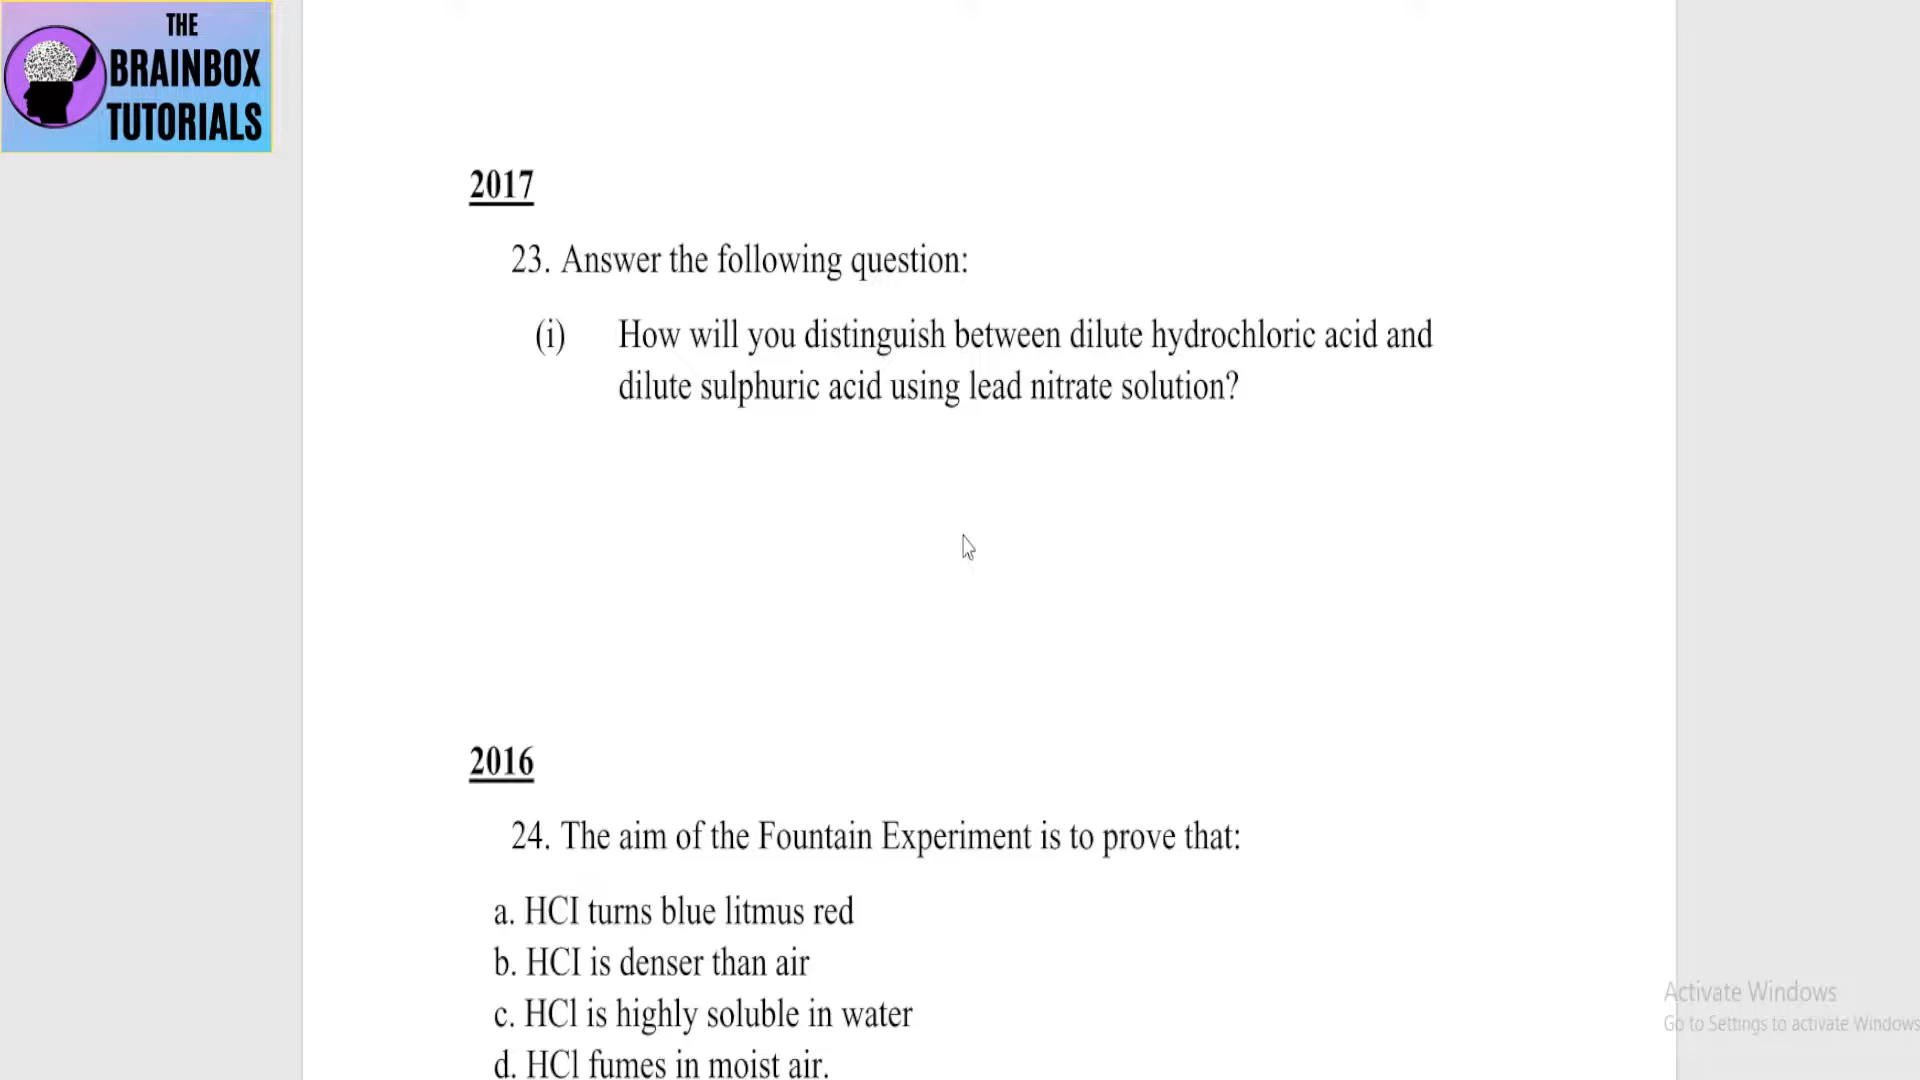 THE
BRAINBOX
TUTORIALS
2017
23. Answer the following question:
(i) How will you distinguish between dilute hydrochloric acid and
dilute sulphuric acid using lead nitrate solution?
2016
24. The aim of the Fountain Experiment is to prove that:
a. HCI turns blue litmus red
b. HCI is denser than air
c. HCl is highly soluble in water
d. HCl fumes in moist air.
Activate Windows
Go to Settings to activate Windows